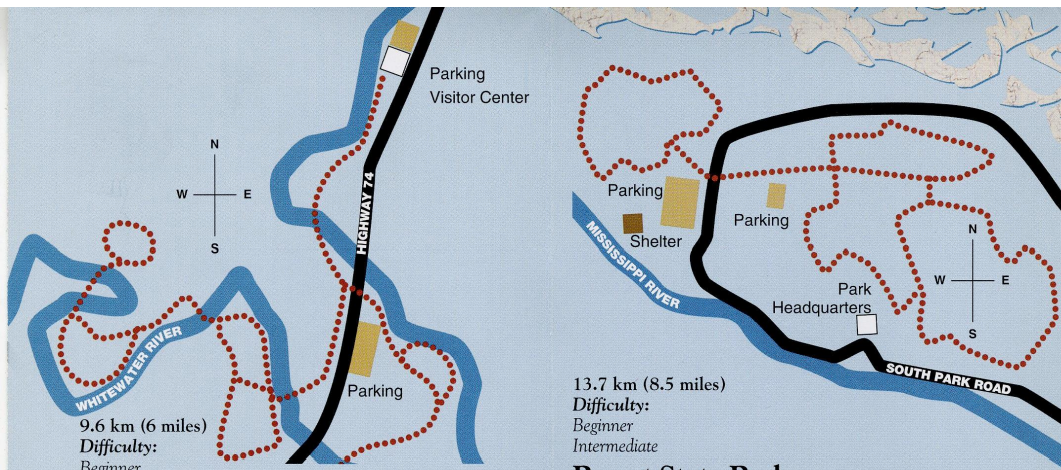 Parking
Visitor Center
N
W
E
S
HIGHWAY 74
WHITEWATER RIVER
Parking
9.6 km (6 miles)
Difficulty:
Beginner
Parking
Shelter
Parking
MISSISSIPPI RIVER
N
W
E
S
Park
Headquarters
SOUTH PARK ROAD
13.7 km (8.5 miles)
Difficulty:
Beginner
Intermediate